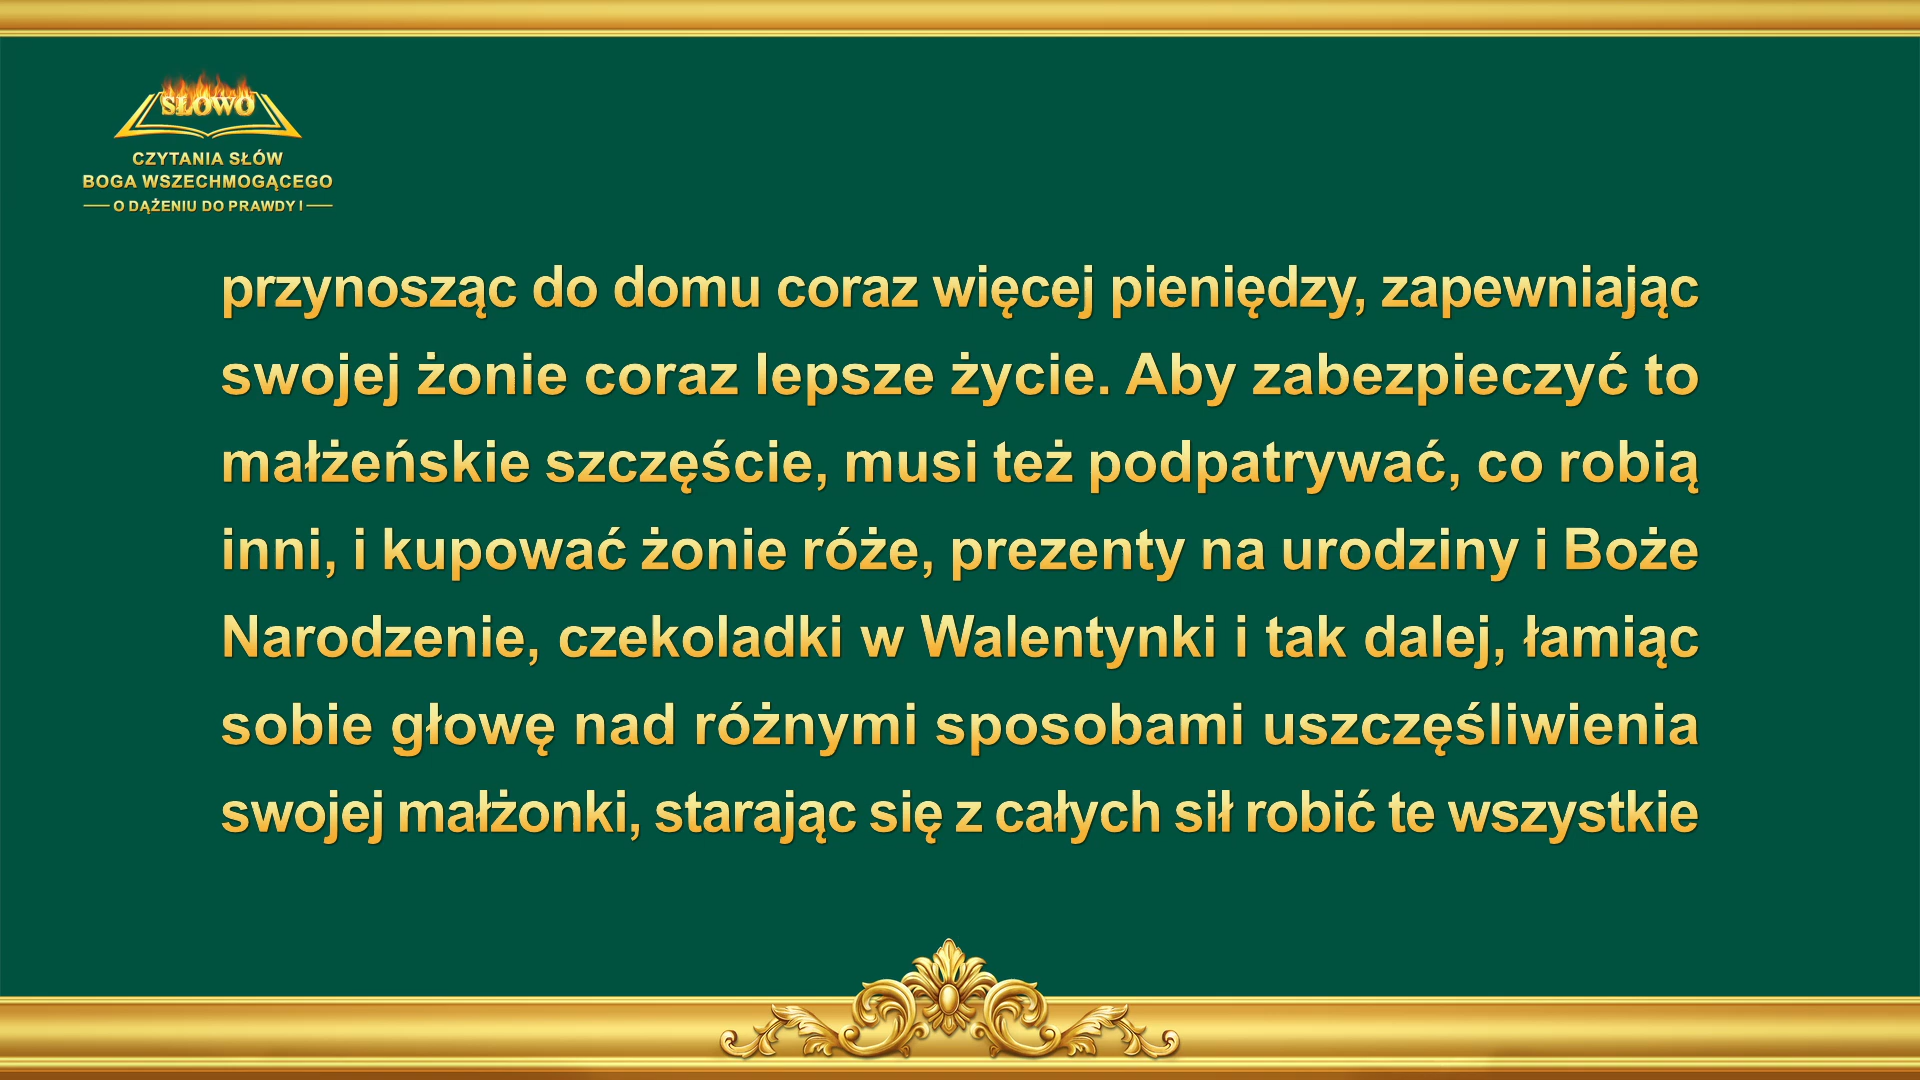 SŁOWO
CZYTANIA SŁÓW
BOGA WSZECHMOGĄCEGO
O DĄŻENIU DO PRAWDY I
przynosząc do domu coraz więcej pieniędzy, zapewniając
swojej żonie coraz lepsze życie. Aby zabezpieczyć to
małżeńskie szczęście, musi też podpatrywać, co robią
inni, i kupować żonie róże, prezenty na urodziny i Boże
Narodzenie, czekoladki w Walentynki i tak dalej, łamiąc
sobie głowę nad różnymi sposobami uszczęśliwienia
swojej małżonki, starając się z całych sił robić te wszystkie